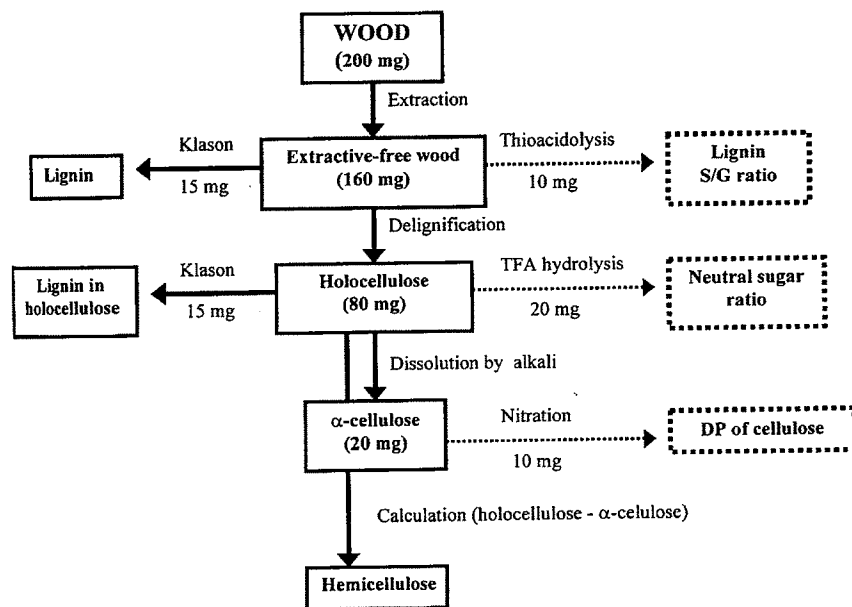 WOOD
(200 mg)
Extraction
Klason
15 mg
Lignin
Extractive-free wood
(160 mg)
Thioacidolysis
10 mg
Lignin
S/G ratio
Delignification
Klason
15 mg
Lignin in
holocellulose
Holocellulose
(80 mg)
TFA hydrolysis
20 mg
Neutral sugar
ratio
Dissolution by alkali
α-cellulose
(20 mg)
Nitration
10 mg
DP of cellulose
Calculation (holocellulose - α-celulose)
Hemicellulose